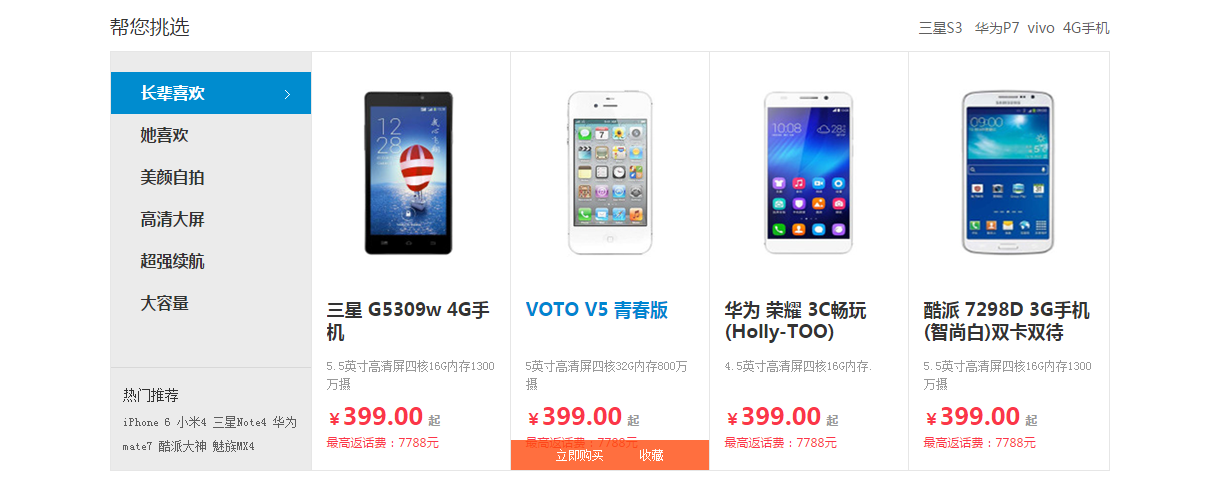 帮您挑选
三星S3 华为P7 vivo 4G手机
长辈喜欢
她喜欢
美颜自拍
高清大屏
超强续航
大容量
热门推荐
iPhone 6 小米4 三星Note4 华为
mate7 酷派大神 魅族MX4
12
28
三星 G5309w 4G手
机
5.5英寸高清屏四核16G内存1300
万摄
￥399.00 起
最高返话费：7788元
VOTO V5 青春版
5英寸高清屏四核32G内存800万
摄
￥399.00 起
最高返话费：7788元
立即购买 收藏
10:08 28°
华为 荣耀 3C畅玩
(Holly-TOO)
4.5英寸高清屏四核16G内存.
￥399.00 起
最高返话费：7788元
SAMSUNG
09:00
酷派 7298D 3G手机
(智尚白)双卡双待
5.5英寸高清屏四核16G内存1300
万摄
￥399.00 起
最高返话费：7788元